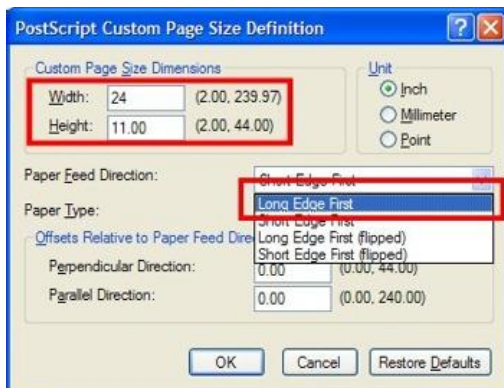 PostScript Custom Page Size Definition
Custom Page Size Dimensions
Width: 24 (2.00, 239.97)
Height: 11.00 (2.00, 44.00)
Unit
Inch
Millimeter
Point
Paper Feed Direction: Short Edge First
Paper Type:
Long Edge First
Short Edge First
Long Edge First (flipped)
Short Edge First (flipped)
Offsets Relative to Paper Feed Dire
Perpendicular Direction: 0.00 (0.00, 44.00)
Parallel Direction: 0.00 (0.00, 240.00)
OK Cancel Restore Defaults